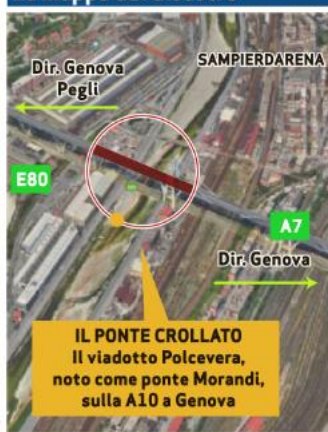 SAMPIERDARENA
Dir. Genova
Pegli
E80
A7
Dir. Genova
IL PONTE CROLLATO
Il viadotto Polcevera,
noto come ponte Morandi,
sulla A10 a Genova